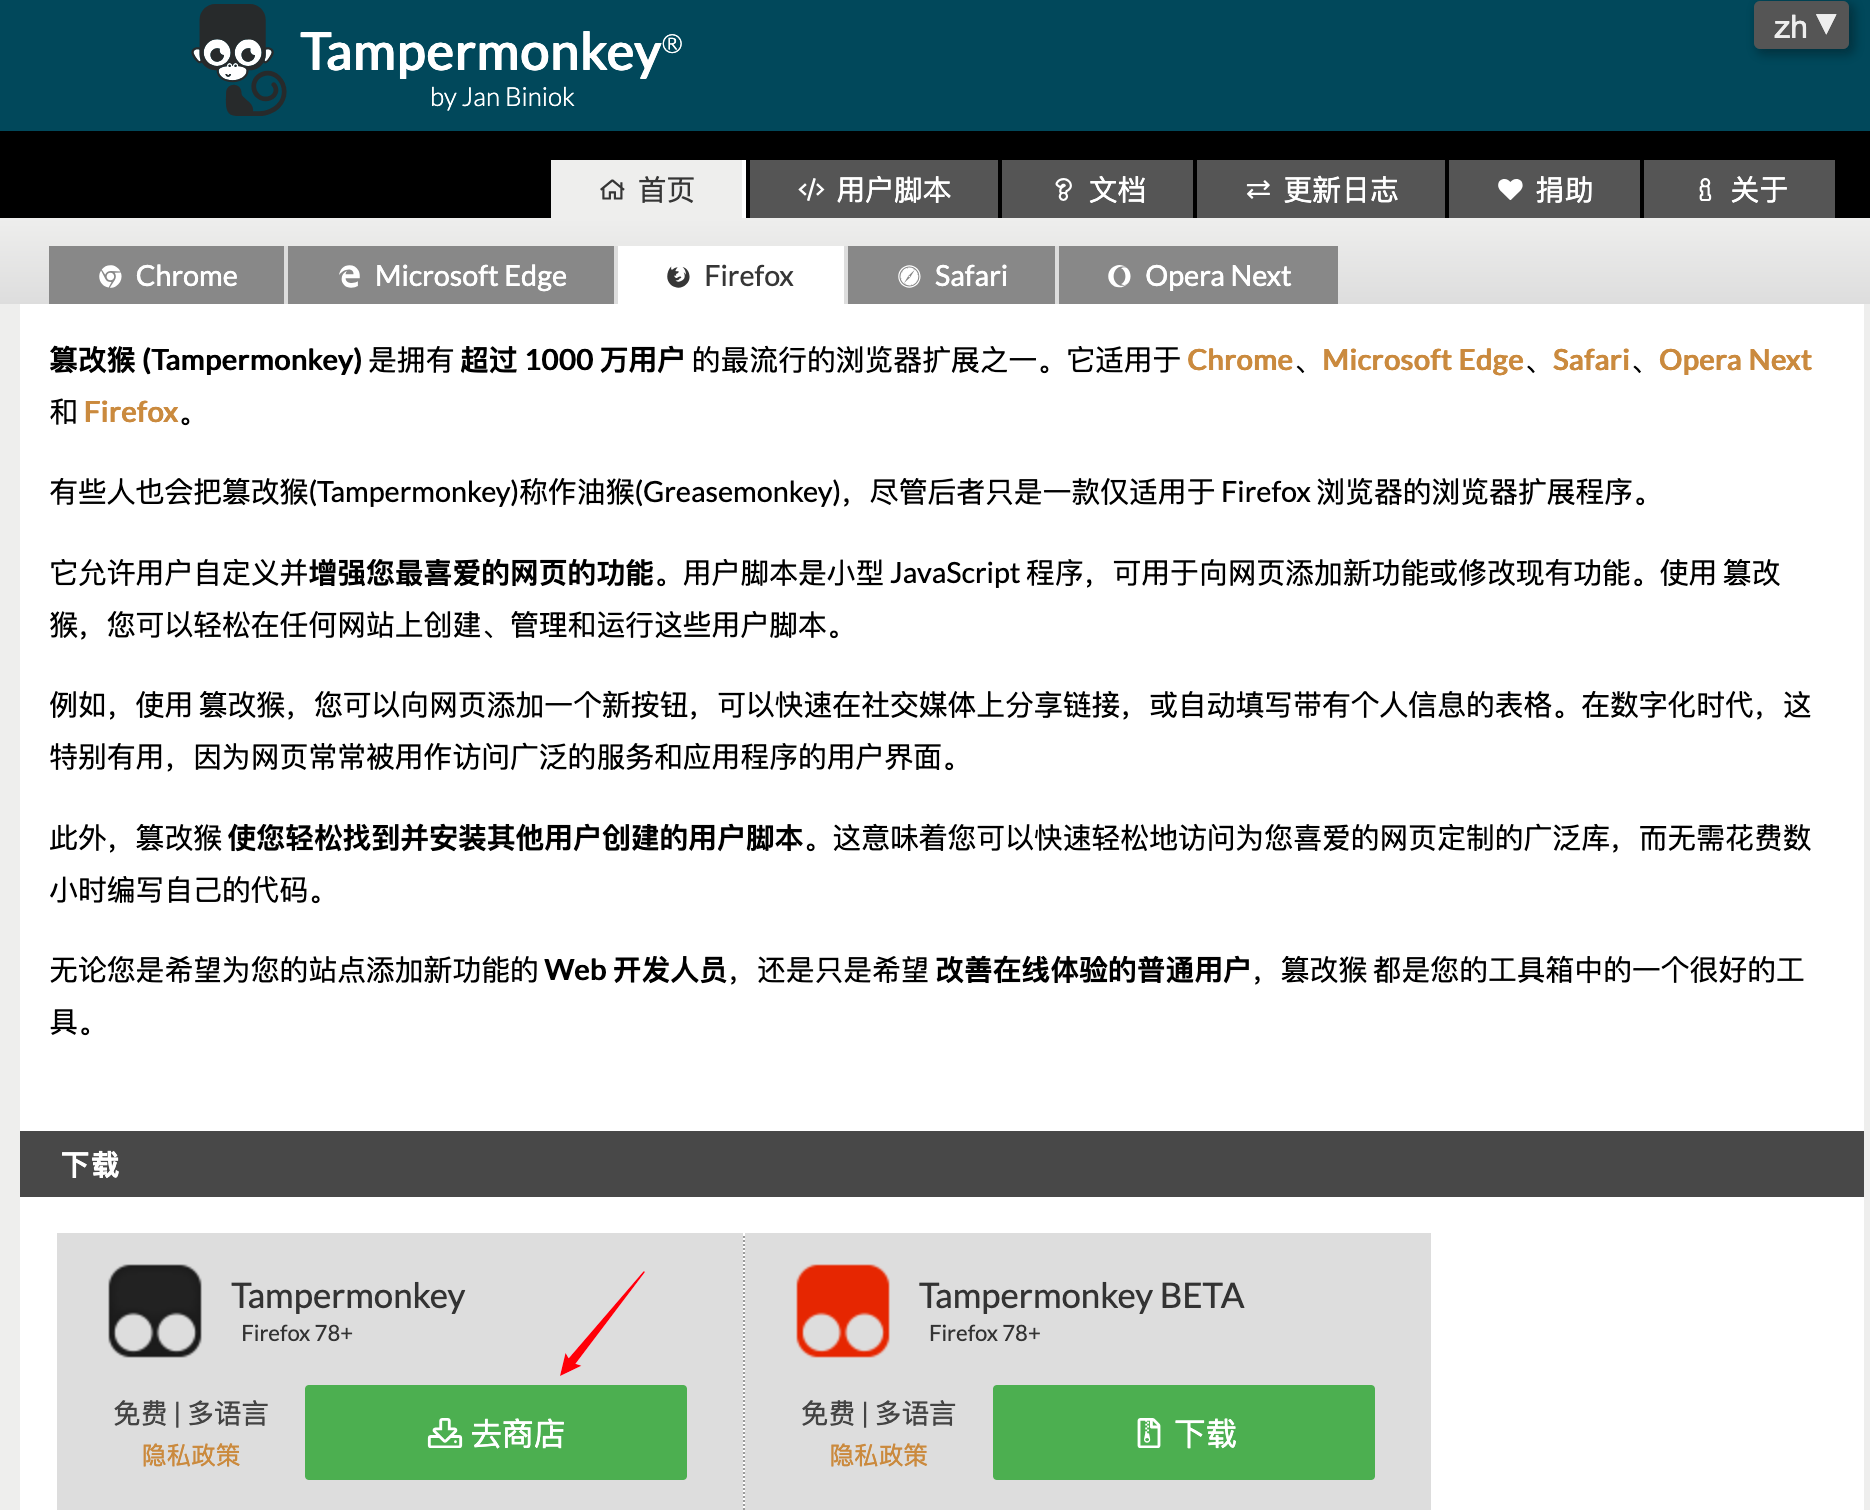 Tampermonkey®
by Jan Biniok
zh ▼
首页
</> 用户脚本
文档
更新日志
捐助
关于
Chrome
Microsoft Edge
Firefox
Safari
Opera Next
篡改猴 (Tampermonkey) 是拥有 超过 1000 万用户 的最流行的浏览器扩展之一。它适用于 Chrome、Microsoft Edge、Safari、Opera Next
和 Firefox。
有些人也会把篡改猴(Tampermonkey)称作油猴(Greasemonkey)，尽管后者只是一款仅适用于 Firefox 浏览器的浏览器扩展程序。
它允许用户自定义并增强您最喜爱的网页的功能。用户脚本是小型 JavaScript 程序，可用于向网页添加新功能或修改现有功能。使用 篡改
猴，您可以轻松在任何网站上创建、管理和运行这些用户脚本。
例如，使用 篡改猴，您可以向网页添加一个新按钮，可以快速在社交媒体上分享链接，或自动填写带有个人信息的表格。在数字化时代，这
特别有用，因为网页常常被用作访问广泛的服务和应用程序的用户界面。
此外，篡改猴 使您轻松找到并安装其他用户创建的用户脚本。这意味着您可以快速轻松地访问为您喜爱的网页定制的广泛库，而无需花费数
小时编写自己的代码。
无论您是希望为您的站点添加新功能的 Web 开发人员，还是只是希望 改善在线体验的普通用户，篡改猴 都是您的工具箱中的一个很好的工
具。
下载
Tampermonkey
Firefox 78+
免费 | 多语言
隐私政策
去商店
Tampermonkey BETA
Firefox 78+
免费 | 多语言
隐私政策
下载